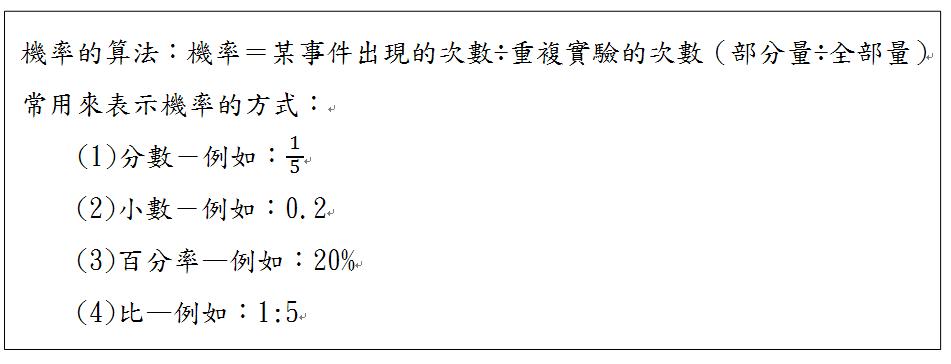 機率的算法：機率＝某事件出現的次數÷重複實驗的次數（部分量÷全部量）
常用來表示機率的方式：
(1)分數－例如：1/5
(2)小數－例如：0.2
(3)百分率—例如：20%
(4)比—例如：1:5